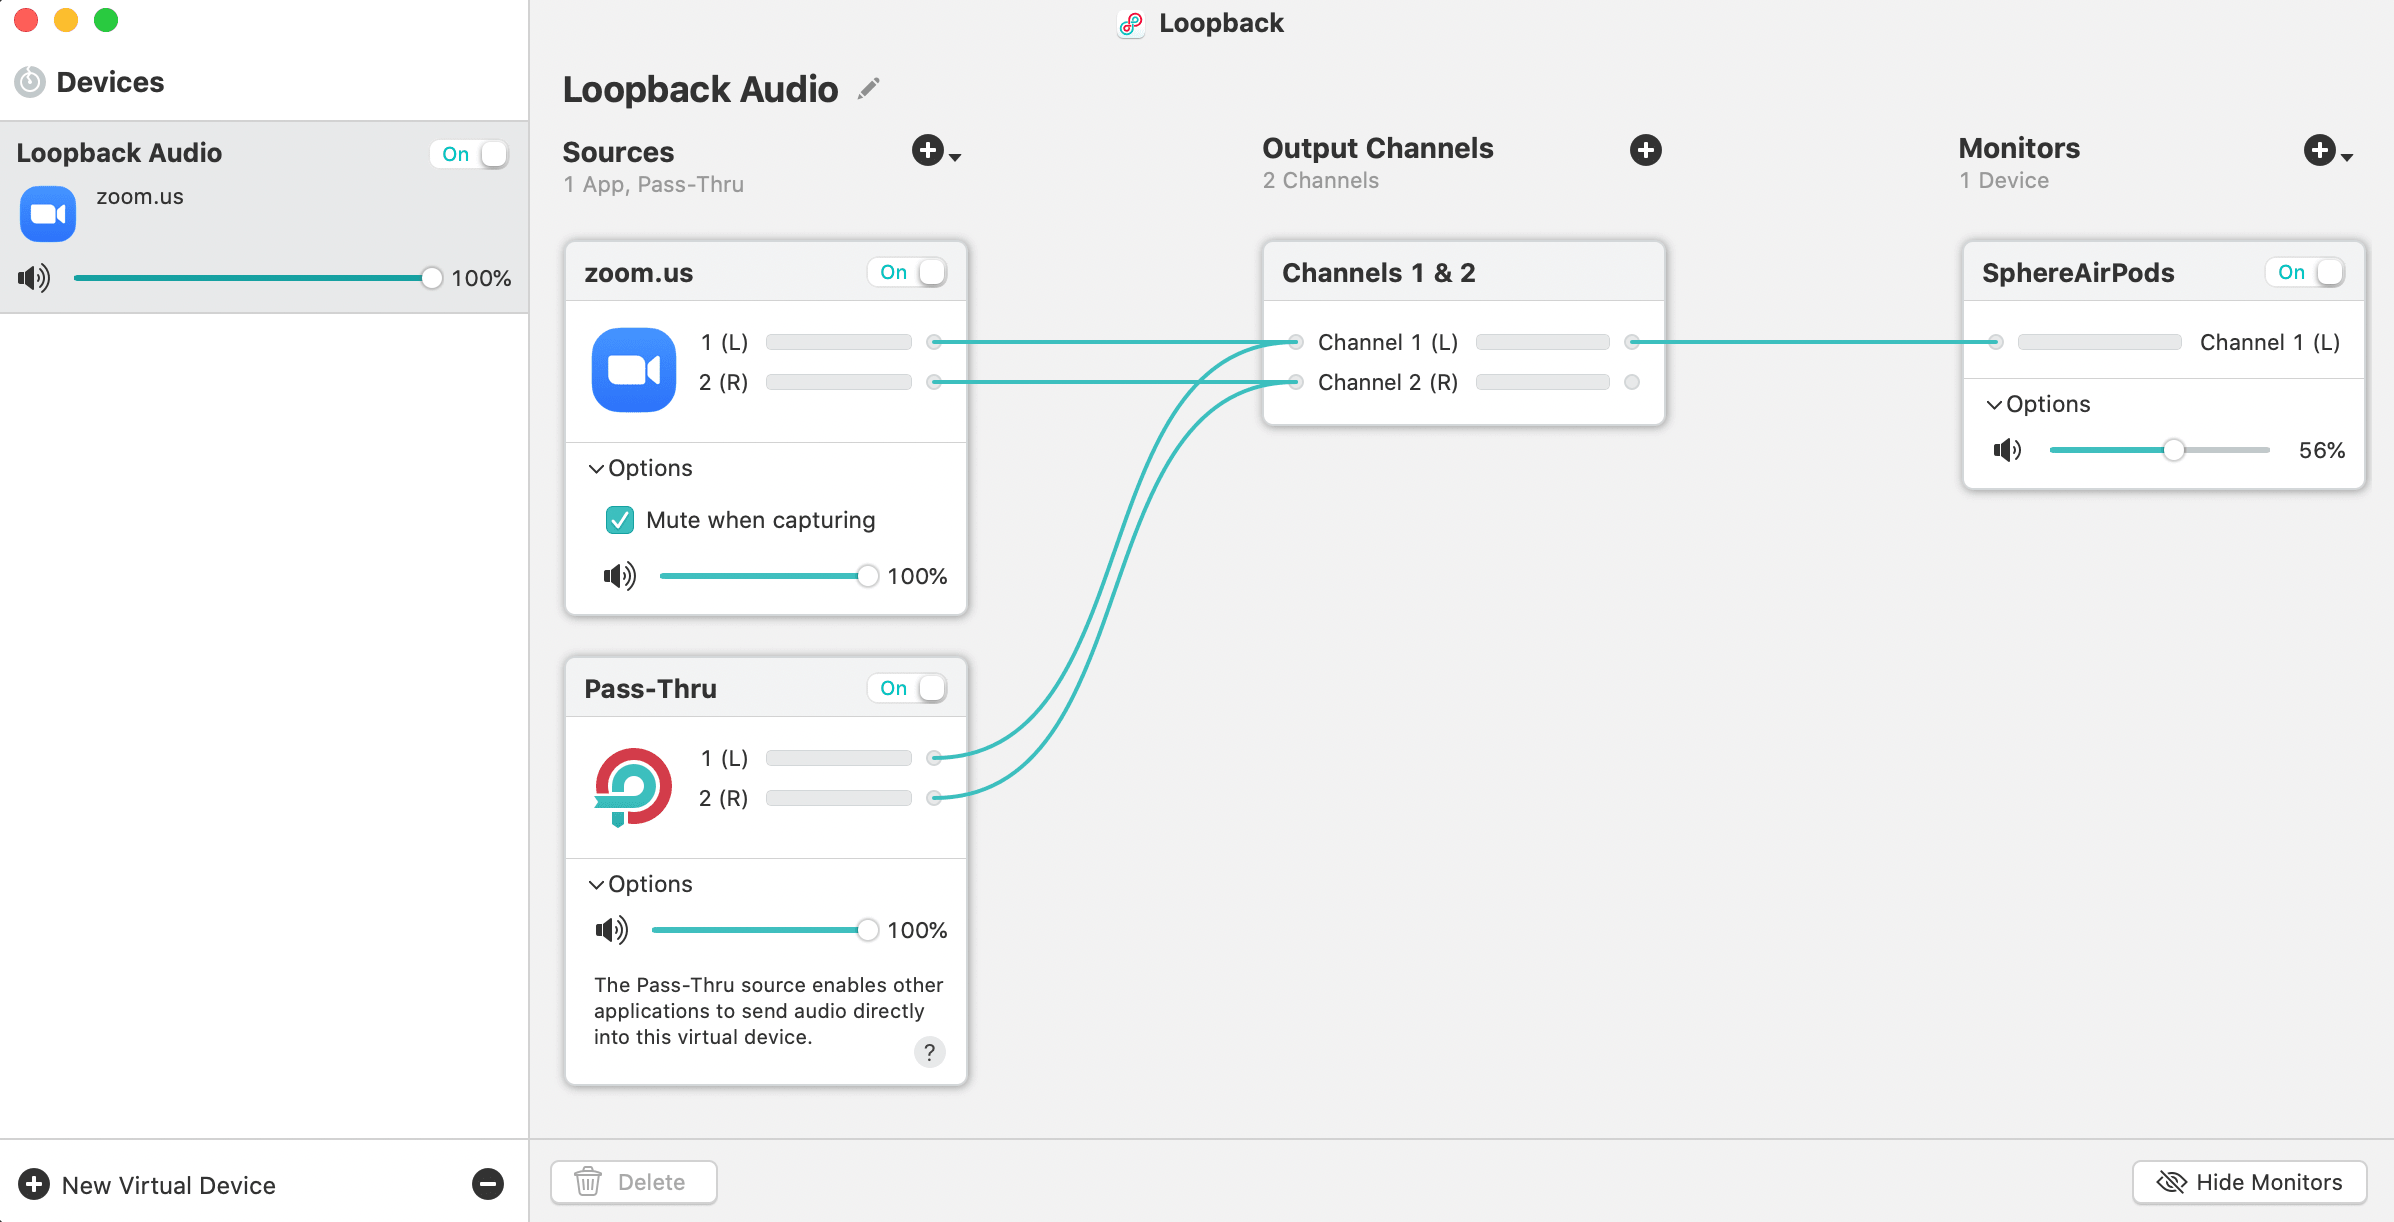 Loopback
Devices
Loopback Audio
On
zoom.us
100%
New Virtual Device
Loopback Audio
Sources
1 App, Pass-Thru
zoom.us
On
1 (L)
2 (R)
Options
Mute when capturing
100%
Pass-Thru
On
1 (L)
2 (R)
Options
100%
The Pass-Thru source enables other
applications to send audio directly
into this virtual device.
?
Output Channels
2 Channels
Channels 1 & 2
Channel 1 (L)
Channel 2 (R)
Monitors
1 Device
SphereAirPods
On
Channel 1 (L)
Options
56%
Delete
Hide Monitors